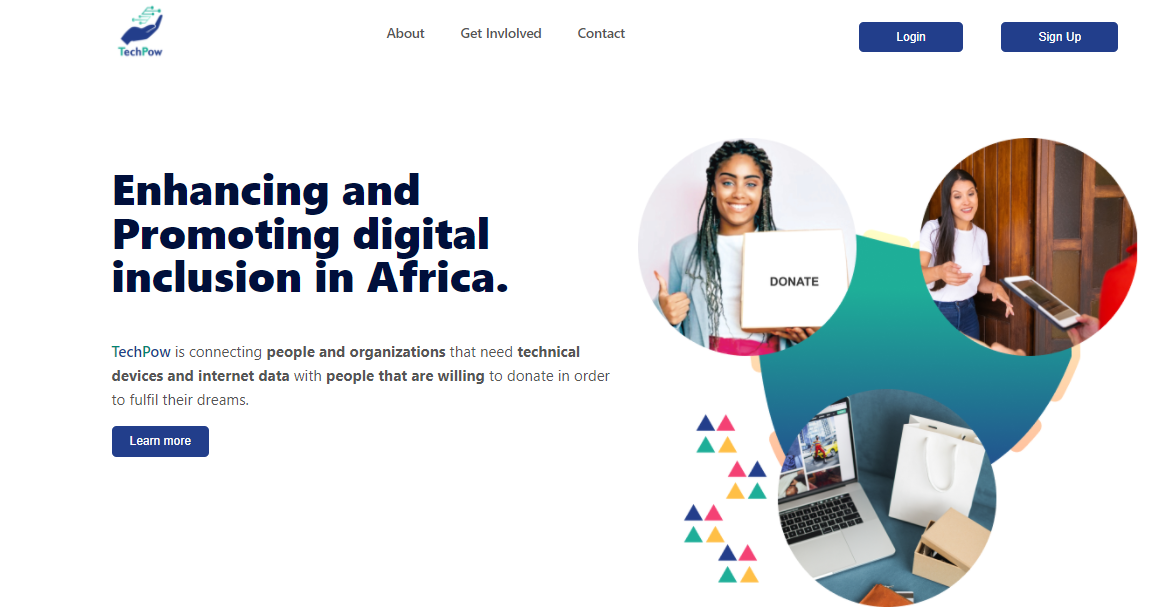 TechPow
About
Get Invlolved
Contact
Login
Sign Up
Enhancing and
Promoting digital
inclusion in Africa.
TechPow is connecting people and organizations that need technical
devices and internet data with people that are willing to donate in order
to fulfil their dreams.
Learn more
DONATE